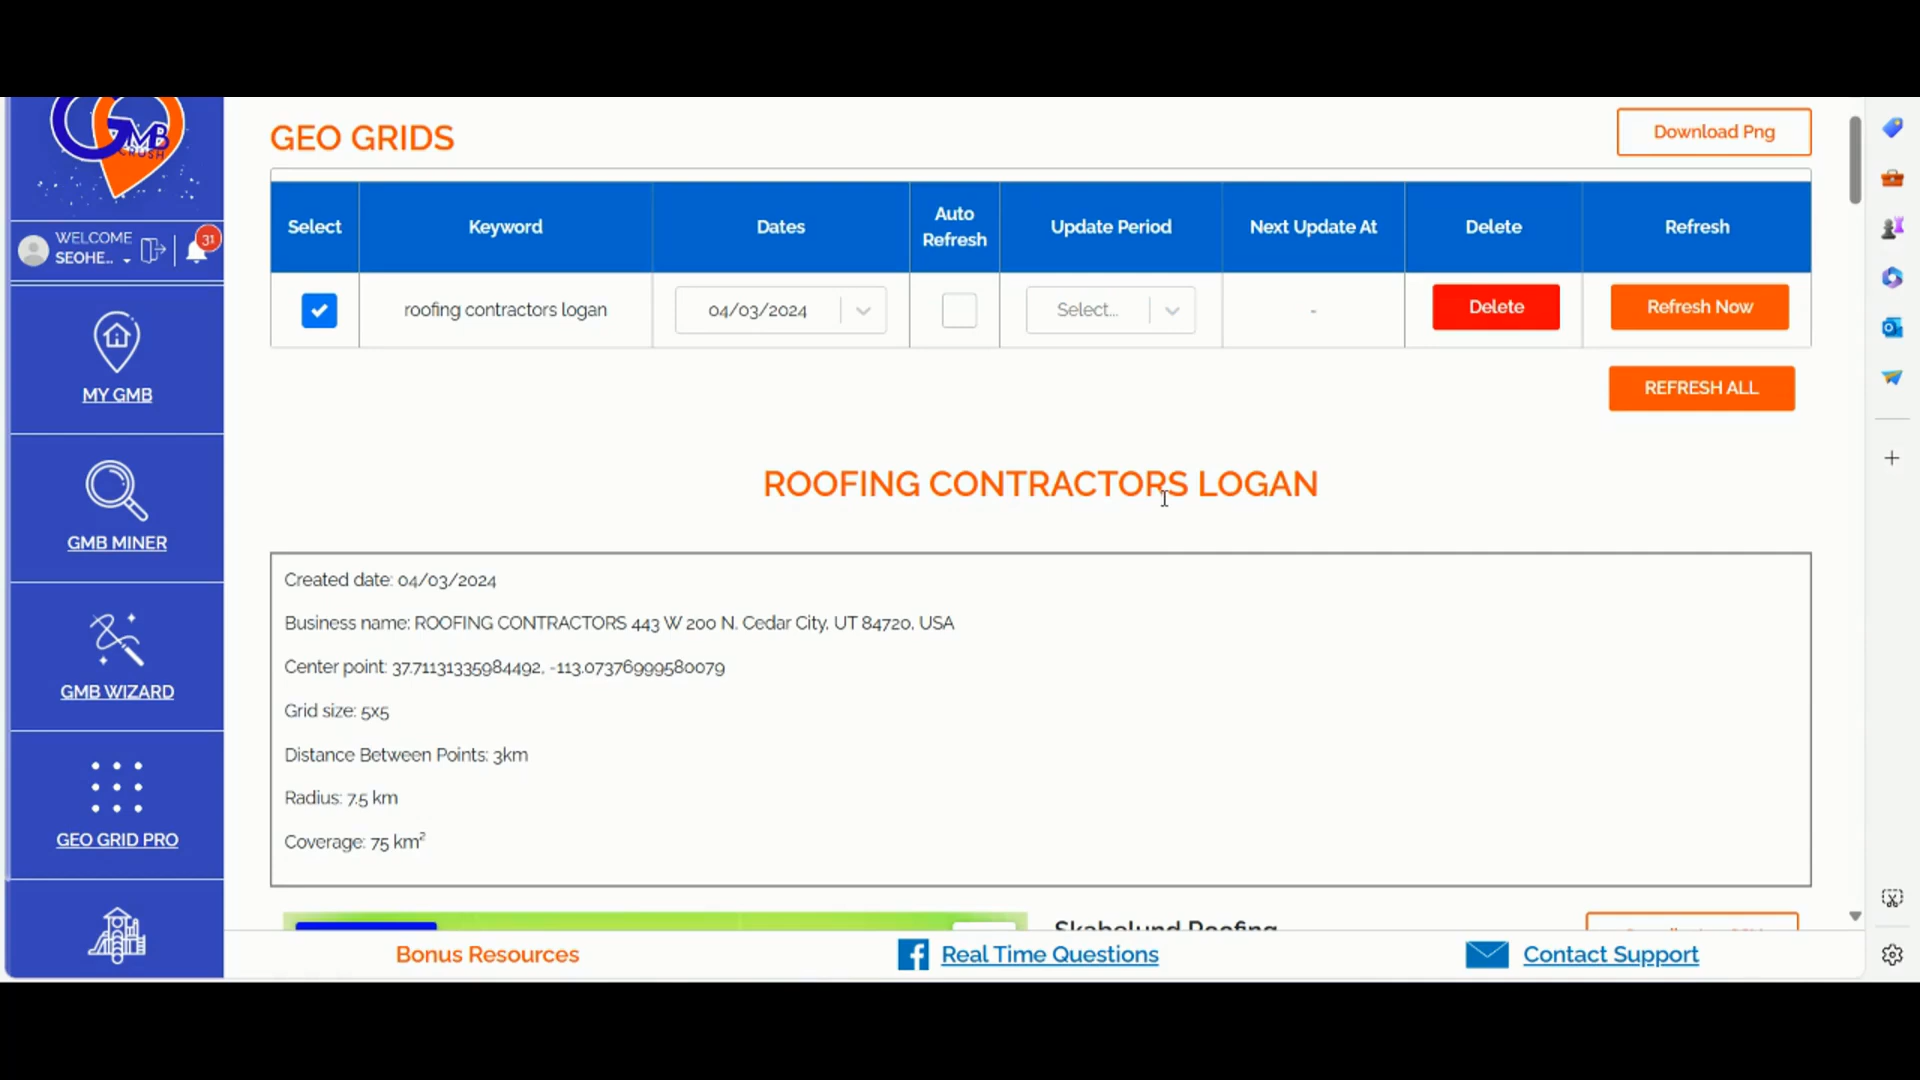 GEO GRIDS
Download Png
GMB
CRUSH
WELCOME
SEOHE...
31
Select
Keyword
Dates
Auto
Refresh
Update Period
Next Update At
Delete
Refresh
roofing contractors logan
04/03/2024
Select...
-
Delete
Refresh Now
REFRESH ALL
MY GMB
GMB MINER
GMB WIZARD
GEO GRID PRO
ROOFING CONTRACTORS LOGAN
Created date: 04/03/2024
Business name: ROOFING CONTRACTORS 443 W 200 N, Cedar City, UT 84720, USA
Center point: 37.71131335984492, -113.07376999580079
Grid size: 5x5
Distance Between Points: 3km
Radius: 7.5 km
Coverage: 75 km²
Skabelund Roofing
Bonus Resources
Real Time Questions
Contact Support